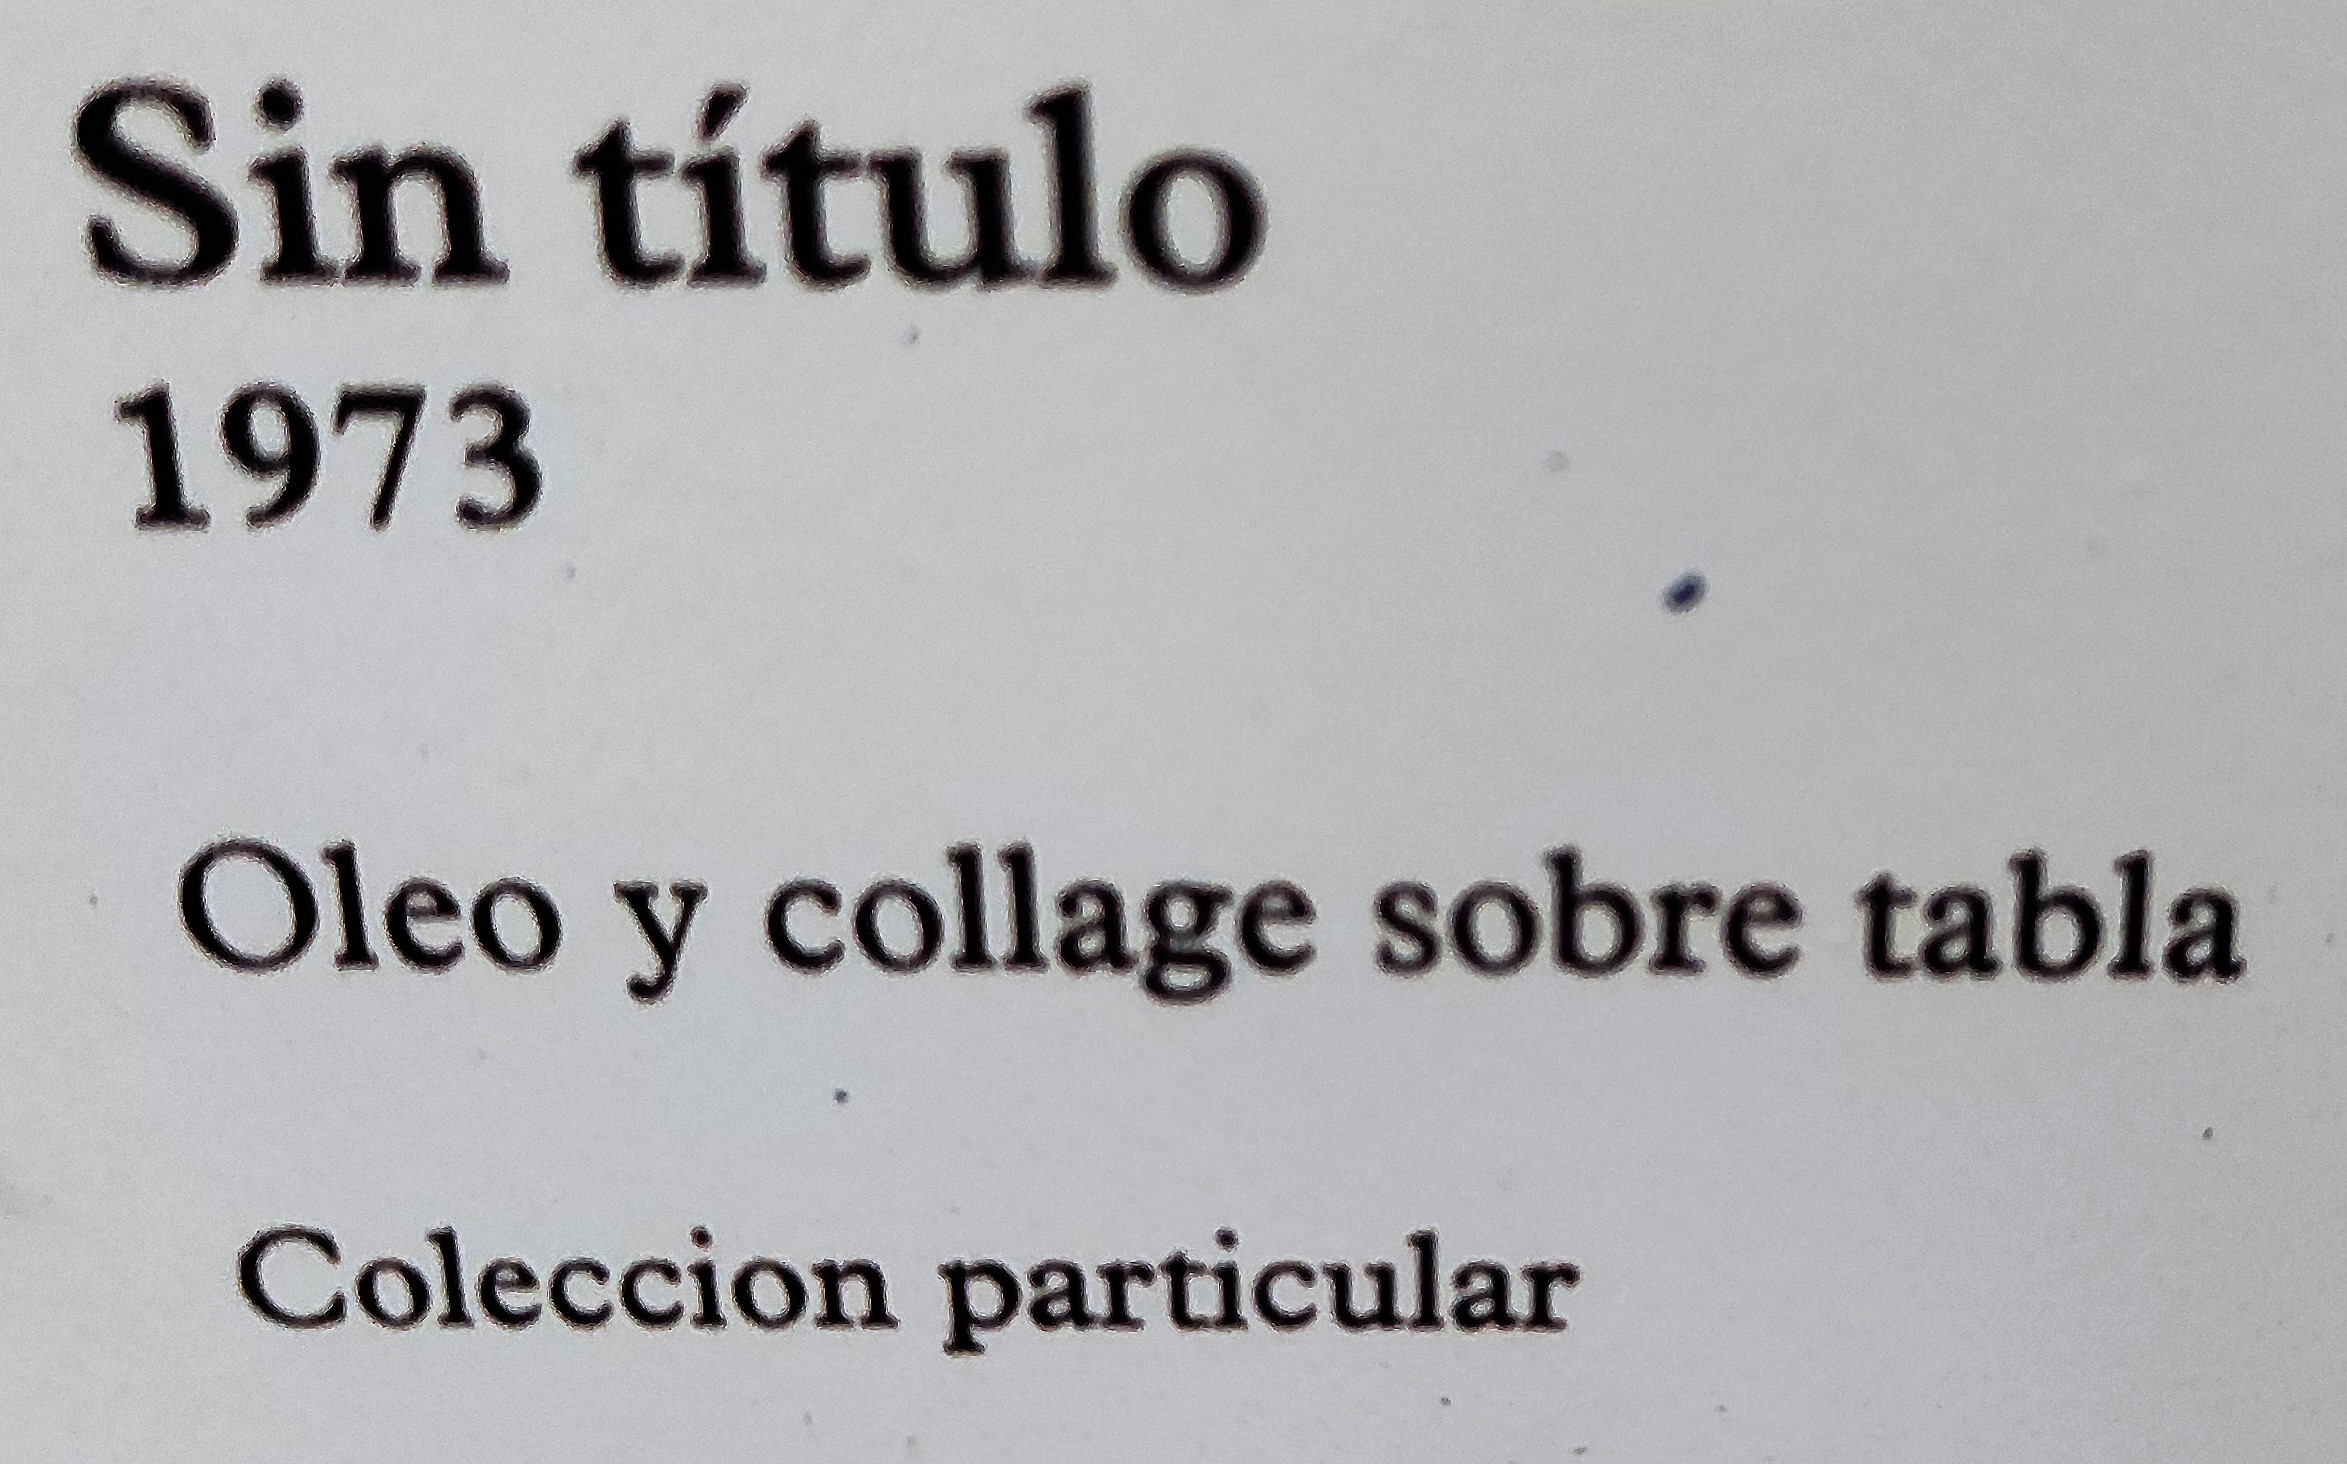 Sin título
1973
Oleo y collage sobre tabla
Coleccion particular